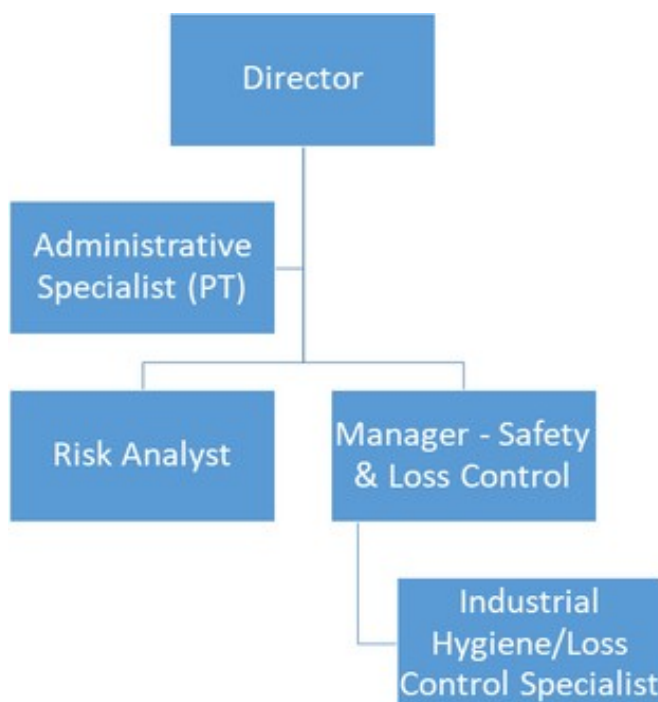 Director
Administrative
Specialist (PT)
Risk Analyst
Manager - Safety
& Loss Control
Industrial
Hygiene/Loss
Control Specialist